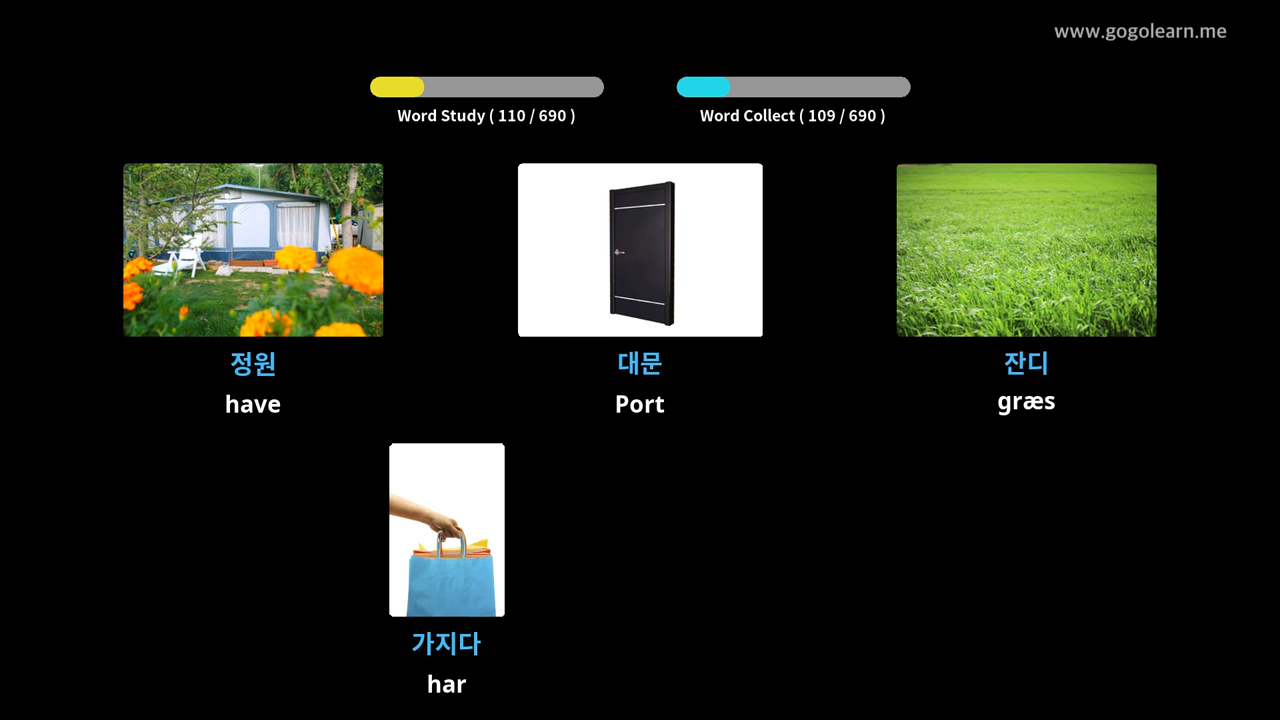 www.gogolearn.me
Word Study ( 110 / 690 )
Word Collect ( 109 / 690 )
정원
have
대문
Port
잔디
græs
가지다
har